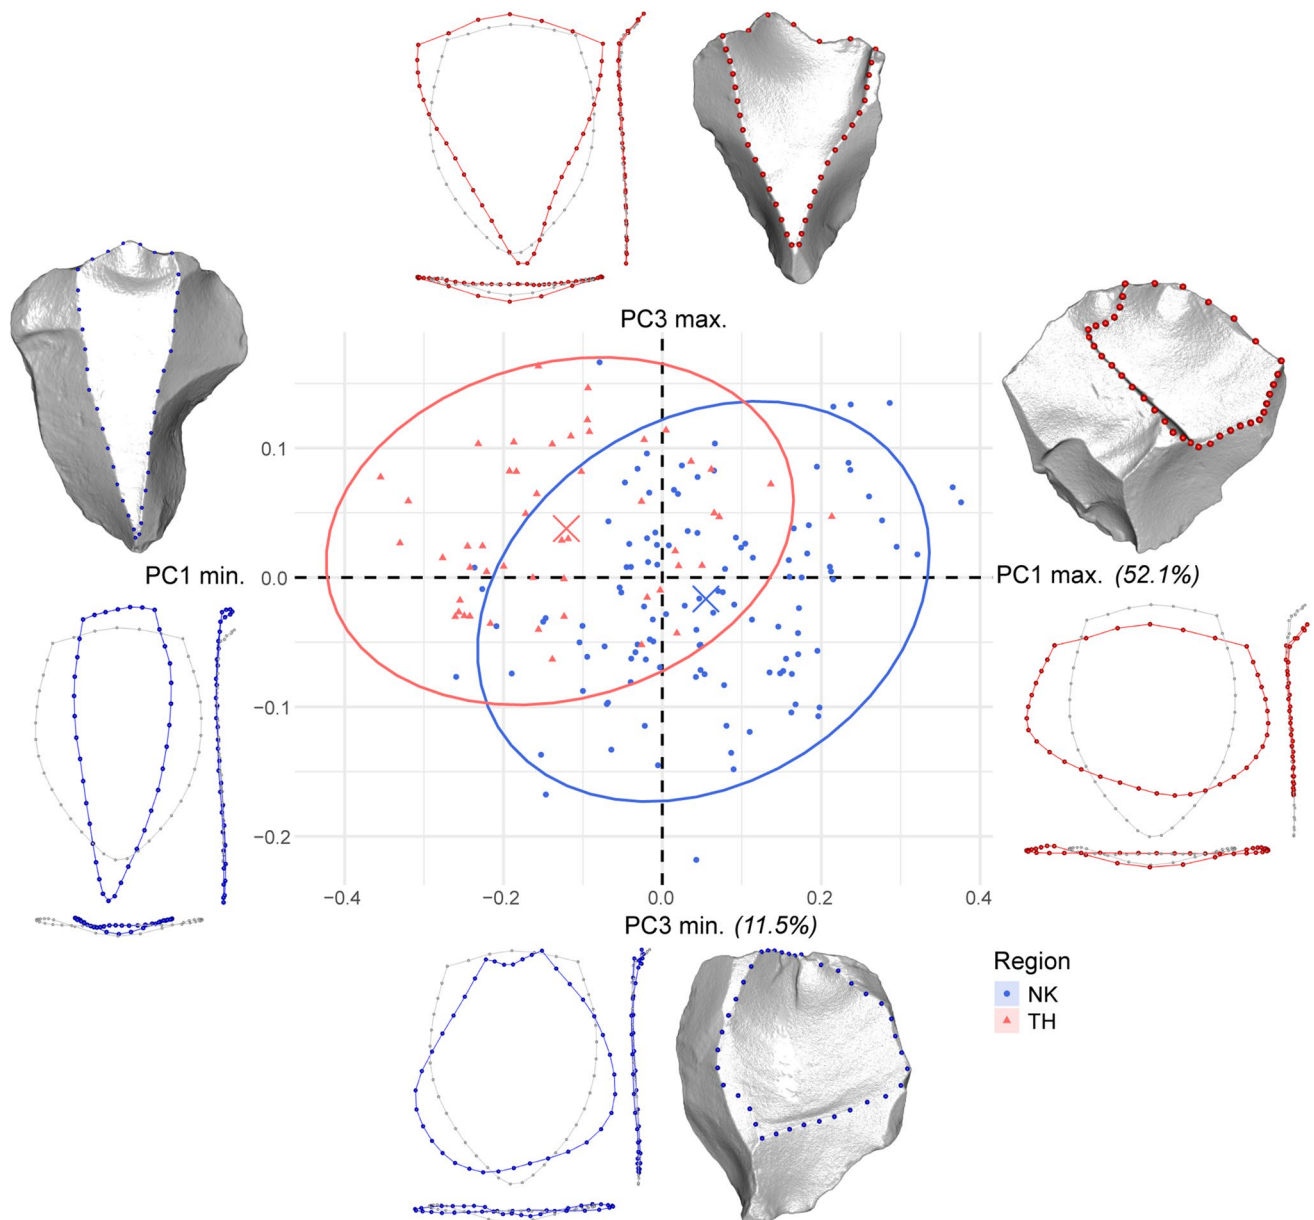 PC3 max.
0.1
0.0
−0.1
−0.2
PC1 min.
PC1 max. (52.1%)
−0.4
−0.2
0.0
0.2
0.4
PC3 min. (11.5%)
Region
NK
TH